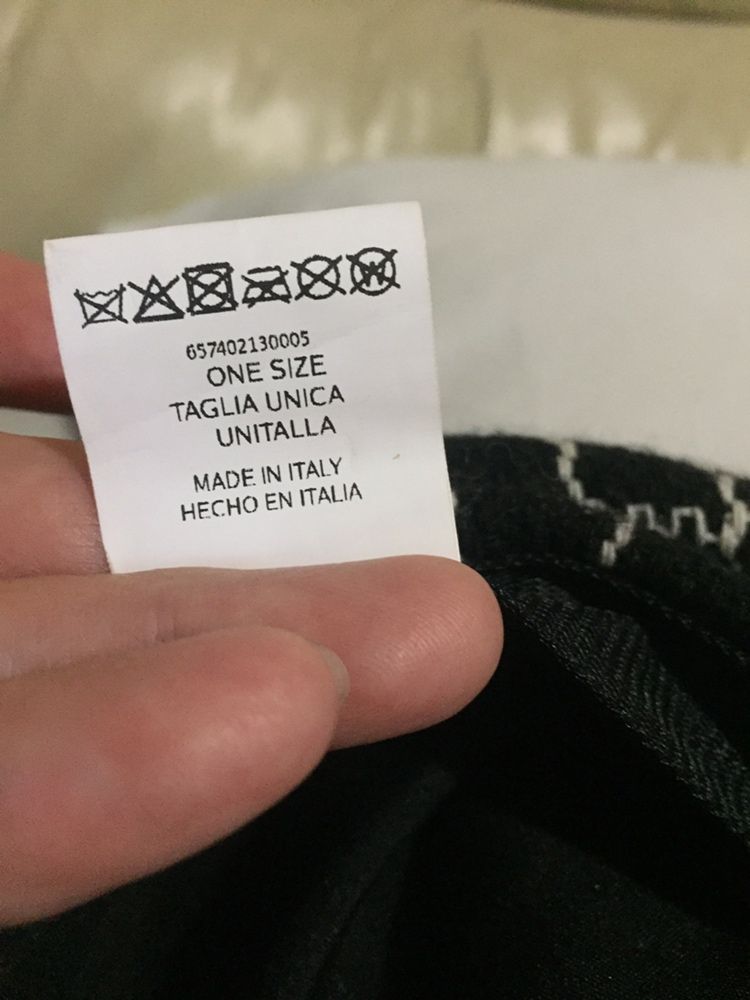 657402130005
ONE SIZE
TAGLIA UNICA
UNITALLA
MADE IN ITALY
HECHO EN ITALIA